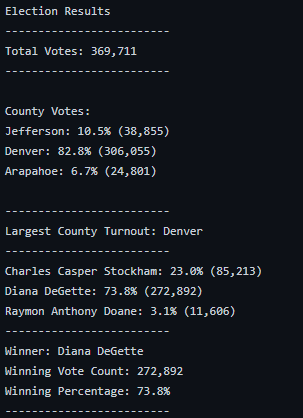 Election Results
-------------------------
Total Votes: 369,711
-------------------------
County Votes:
Jefferson: 10.5% (38,855)
Denver: 82.8% (306,055)
Arapahoe: 6.7% (24,801)
-------------------------
Largest County Turnout: Denver
-------------------------
Charles Casper Stockham: 23.0% (85,213)
Diana DeGette: 73.8% (272,892)
Raymon Anthony Doane: 3.1% (11,606)
-------------------------
Winner: Diana DeGette
Winning Vote Count: 272,892
Winning Percentage: 73.8%
-------------------------